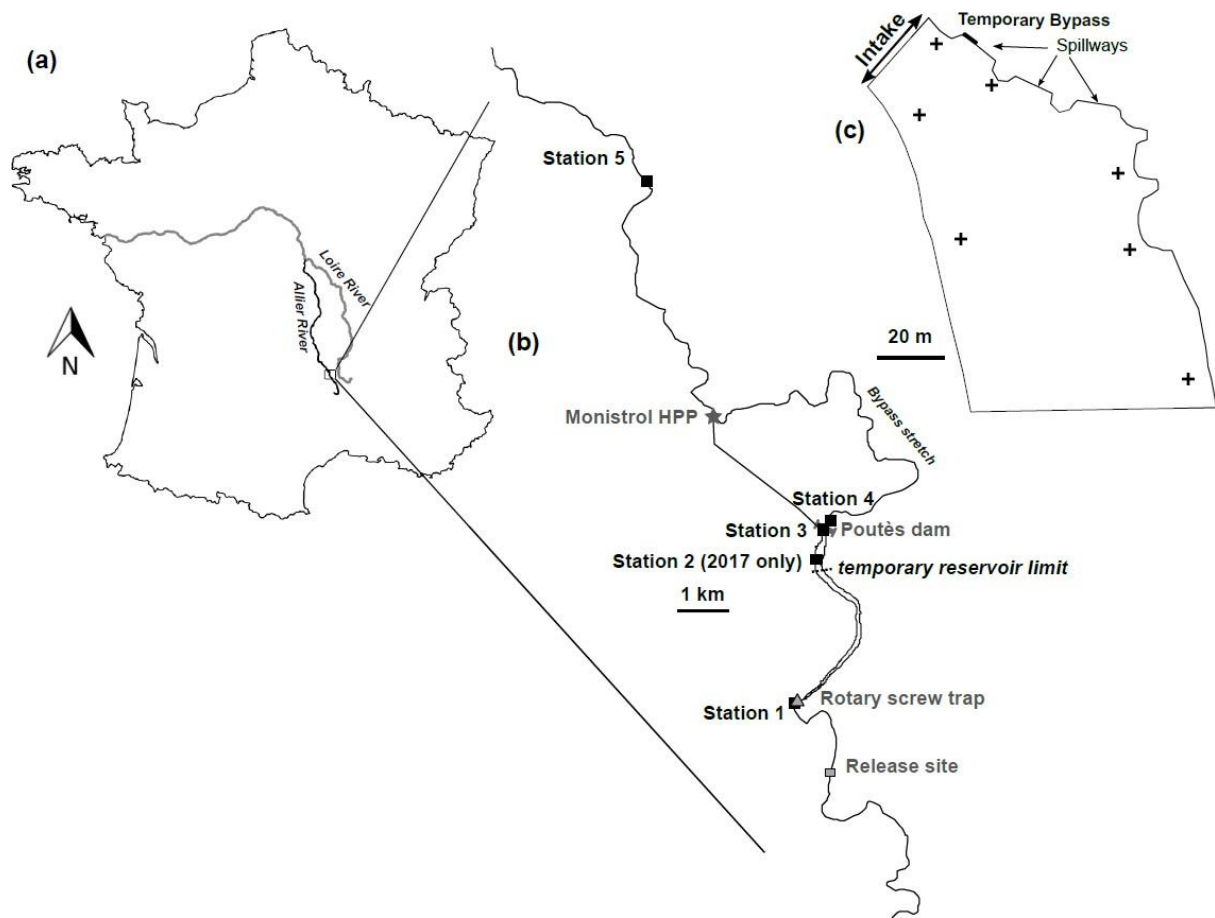 (a)
Loire River
Allier River
N
(b)
Station 5
Monistrol HPP
Bypass stretch
Station 4
Station 3
Poutès dam
Station 2 (2017 only)
temporary reservoir limit
1 km
Rotary screw trap
Station 1
Release site
(c)
Intake
Temporary Bypass
Spillways
20 m